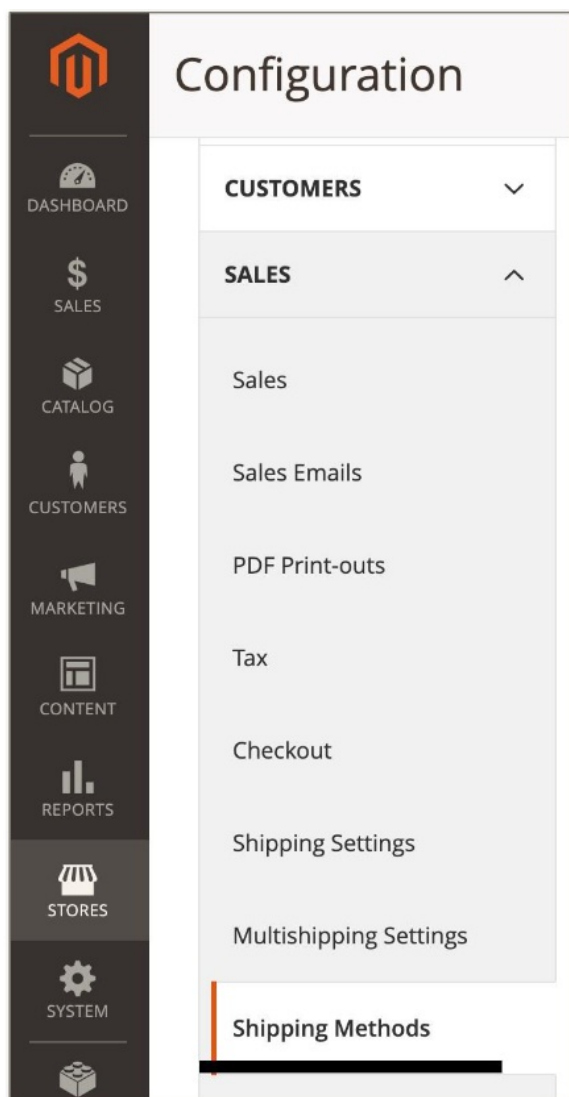 Configuration
DASHBOARD
SALES
CATALOG
CUSTOMERS
MARKETING
CONTENT
REPORTS
STORES
SYSTEM
CUSTOMERS
SALES
Sales
Sales Emails
PDF Print-outs
Tax
Checkout
Shipping Settings
Multishipping Settings
Shipping Methods